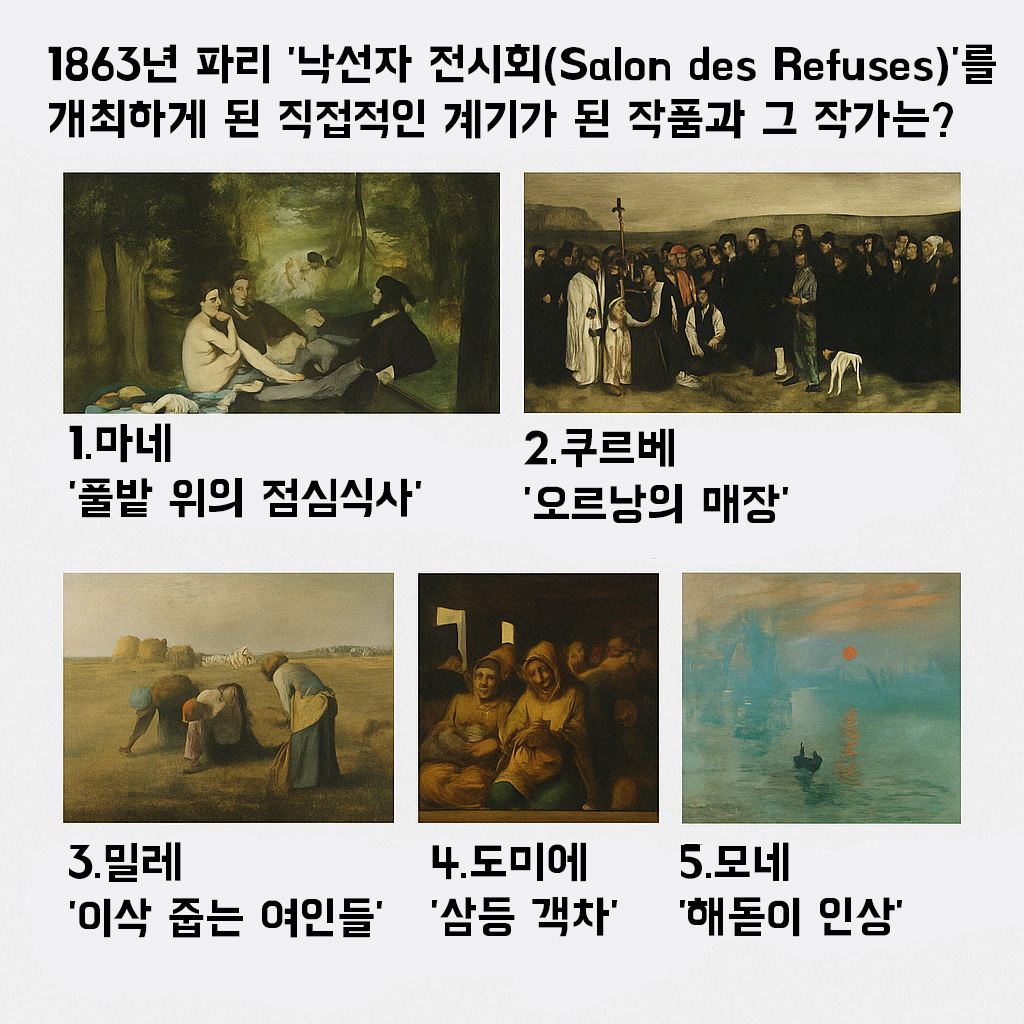 1863년 파리 '낙선자 전시회(Salon des Refuses)'를
개최하게 된 직접적인 계기가 된 작품과 그 작가는?
1.마네
'풀밭 위의 점심식사'
2.쿠르베
'오르낭의 매장'
3.밀레
'이삭 줍는 여인들'
4.도미에
'삼등 객차'
5.모네
'해돋이 인상'